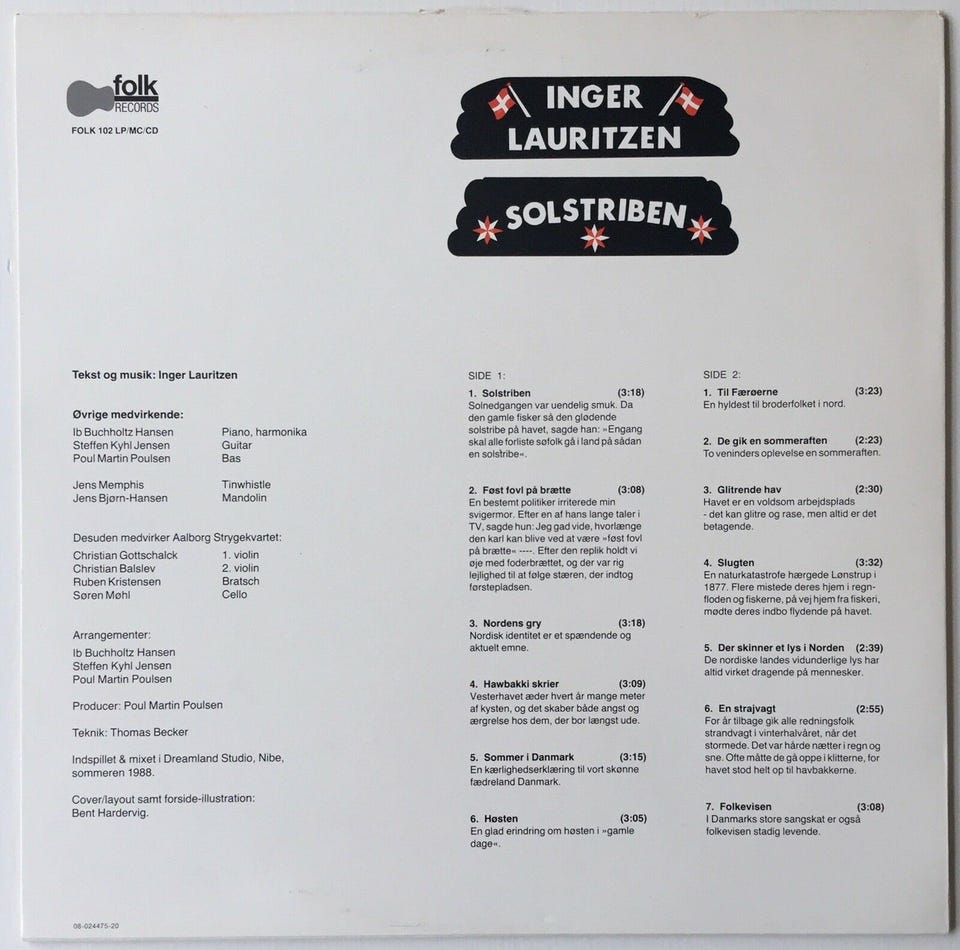 folk
RECORDS
FOLK 102 LP/MC/CD
INGER
LAURITZEN
SOLSTRIBEN
Tekst og musik: Inger Lauritzen
Øvrige medvirkende:
Ib Buchholtz Hansen Piano, harmonika
Steffen Kyhl Jensen Guitar
Poul Martin Poulsen Bas
Jens Memphis Tinwhistle
Jens Bjørn-Hansen Mandolin
Desuden medvirker Aalborg Strygekvartet:
Christian Gottschalck 1. violin
Christian Balslev 2. violin
Ruben Kristensen Bratsch
Søren Møhl Cello
Arrangementer:
Ib Buchholtz Hansen
Steffen Kyhl Jensen
Poul Martin Poulsen
Producer: Poul Martin Poulsen
Teknik: Thomas Becker
Indspillet & mixet i Dreamland Studio, Nibe,
sommeren 1988.
Cover/layout samt forside-illustration:
Bent Hardervig.
08-024475-20
SIDE 1:
1. Solstriben (3:18)
Solnedgangen var uendelig smuk. Da
den gamle fisker så den glødende
solstribe på havet, sagde han: »Engang
skal alle forliste søfolk gå i land på sådan
en solstribe«.
2. Føst fovl på brætte (3:08)
En bestemt politiker irriterede min
svigermor. Efter en af hans lange taler i
TV, sagde hun: Jeg gad vide, hvorlænge
den karl kan blive ved at være »føst fovl
på brætte« ----. Efter den replik holdt vi
øje med foderbrættet, og der var rig
lejlighed til at følge stæren, der indtog
førstepladsen.
3. Nordens gry (3:18)
Nordisk identitet er et spændende og
aktuelt emne.
4. Hawbakki skrier (3:09)
Vesterhavet æder hvert år mange meter
af kysten, og det skaber både angst og
ærgrelse hos dem, der bor længst ude.
5. Sommer i Danmark (3:15)
En kærlighedserklæring til vort skønne
fædreland Danmark.
6. Høsten (3:05)
En glad erindring om høsten i »gamle
dage«.
SIDE 2:
1. Til Færøerne (3:23)
En hyldest til broderfolket i nord.
2. De gik en sommeraften (2:23)
To veninders oplevelse en sommeraften.
3. Glitrende hav (2:30)
Havet er en voldsom arbejdsplads
- det kan glitre og rase, men altid er det
betagende.
4. Slugten (3:32)
En naturkatastrofe hærgede Lønstrup i
1877. Flere mistede deres hjem i regn-
floden og fiskerne, på vej hjem fra fiskeri,
mødte deres indbo flydende på havet.
5. Der skinner et lys i Norden (2:39)
De nordiske landes vidunderlige lys har
altid virket dragende på mennesker.
6. En strajvagt (2:55)
For år tilbage gik alle redningsfolk
strandvagt i vinterhalvåret, når det
stormede. Det var hårde nætter i regn og
sne. Ofte måtte de gå oppe i klitterne, for
havet stod helt op til havbakkerne.
7. Folkevisen (3:08)
I Danmarks store sangskat er også
folkevisen stadig levende.